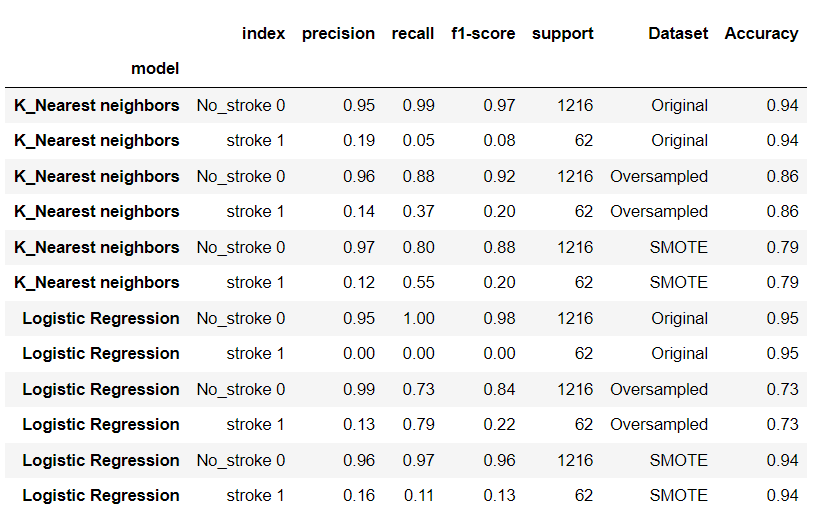 index precision recall f1-score support Dataset Accuracy
model
K_Nearest neighbors No_stroke 0 0.95 0.99 0.97 1216 Original 0.94
K_Nearest neighbors stroke 1 0.19 0.05 0.08 62 Original 0.94
K_Nearest neighbors No_stroke 0 0.96 0.88 0.92 1216 Oversampled 0.86
K_Nearest neighbors stroke 1 0.14 0.37 0.20 62 Oversampled 0.86
K_Nearest neighbors No_stroke 0 0.97 0.80 0.88 1216 SMOTE 0.79
K_Nearest neighbors stroke 1 0.12 0.55 0.20 62 SMOTE 0.79
Logistic Regression No_stroke 0 0.95 1.00 0.98 1216 Original 0.95
Logistic Regression stroke 1 0.00 0.00 0.00 62 Original 0.95
Logistic Regression No_stroke 0 0.99 0.73 0.84 1216 Oversampled 0.73
Logistic Regression stroke 1 0.13 0.79 0.22 62 Oversampled 0.73
Logistic Regression No_stroke 0 0.96 0.97 0.96 1216 SMOTE 0.94
Logistic Regression stroke 1 0.16 0.11 0.13 62 SMOTE 0.94